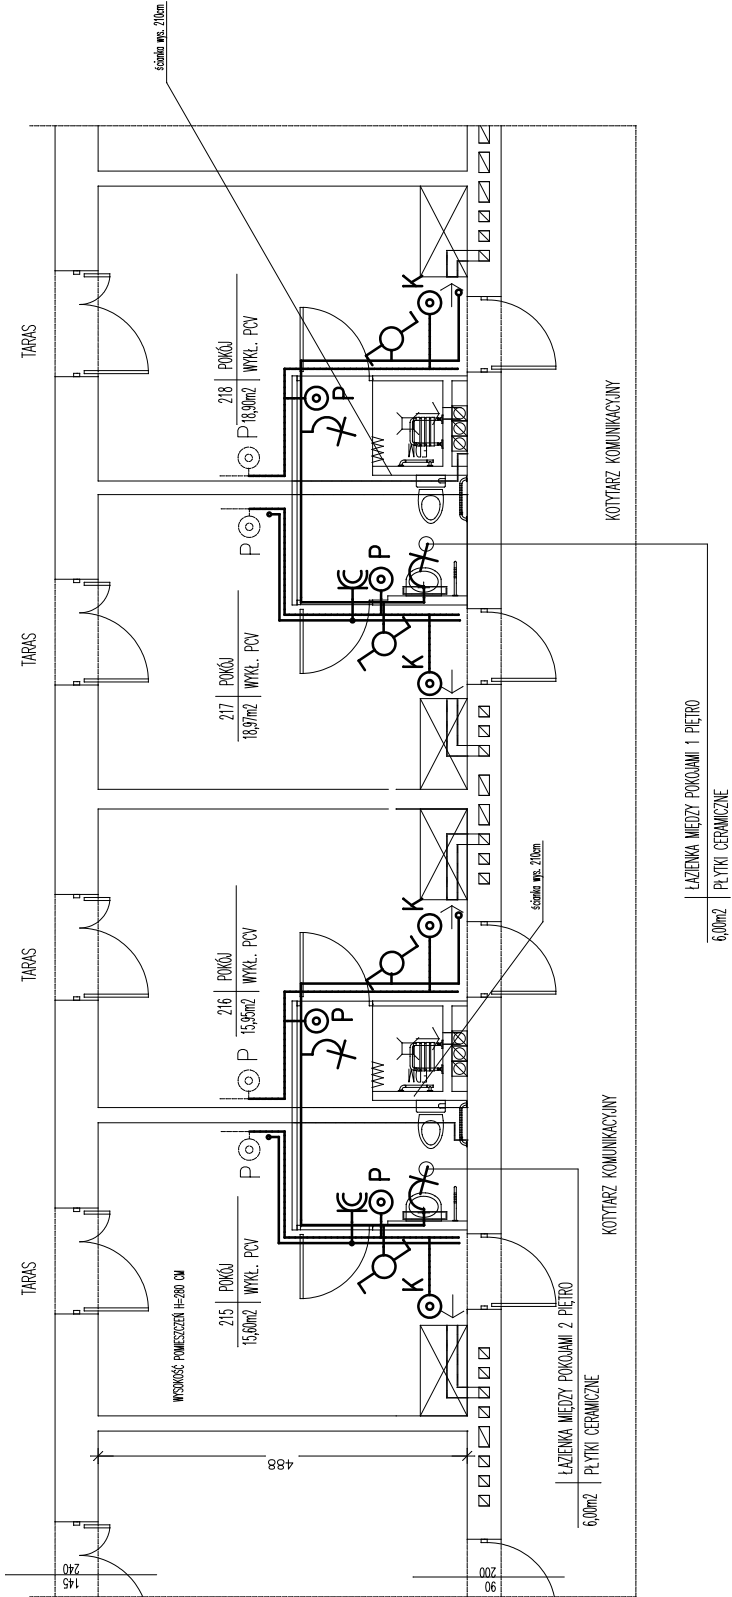 ścianka wys. 210cm
TARAS
TARAS
TARAS
TARAS
218 POKÓJ
18,90m2 WYKŁ. PCV
217 POKÓJ
18,97m2 WYKŁ. PCV
216 POKÓJ
15,95m2 WYKŁ. PCV
215 POKÓJ
15,60m2 WYKŁ. PCV
WYSOKOŚĆ POMIESZCZEŃ H=280 CM
P
P
K
P
P
K
P
P
K
P
P
K
KOTYTARZ KOMUNIKACYJNY
KOTYTARZ KOMUNIKACYJNY
ścianka wys. 210cm
ŁAZIENKA MIĘDZY POKOJAMI 1 PIĘTRO
6,00m2 PŁYTKI CERAMICZNE
ŁAZIENKA MIĘDZY POKOJAMI 2 PIĘTRO
6,00m2 PŁYTKI CERAMICZNE
488
145
240
90
200